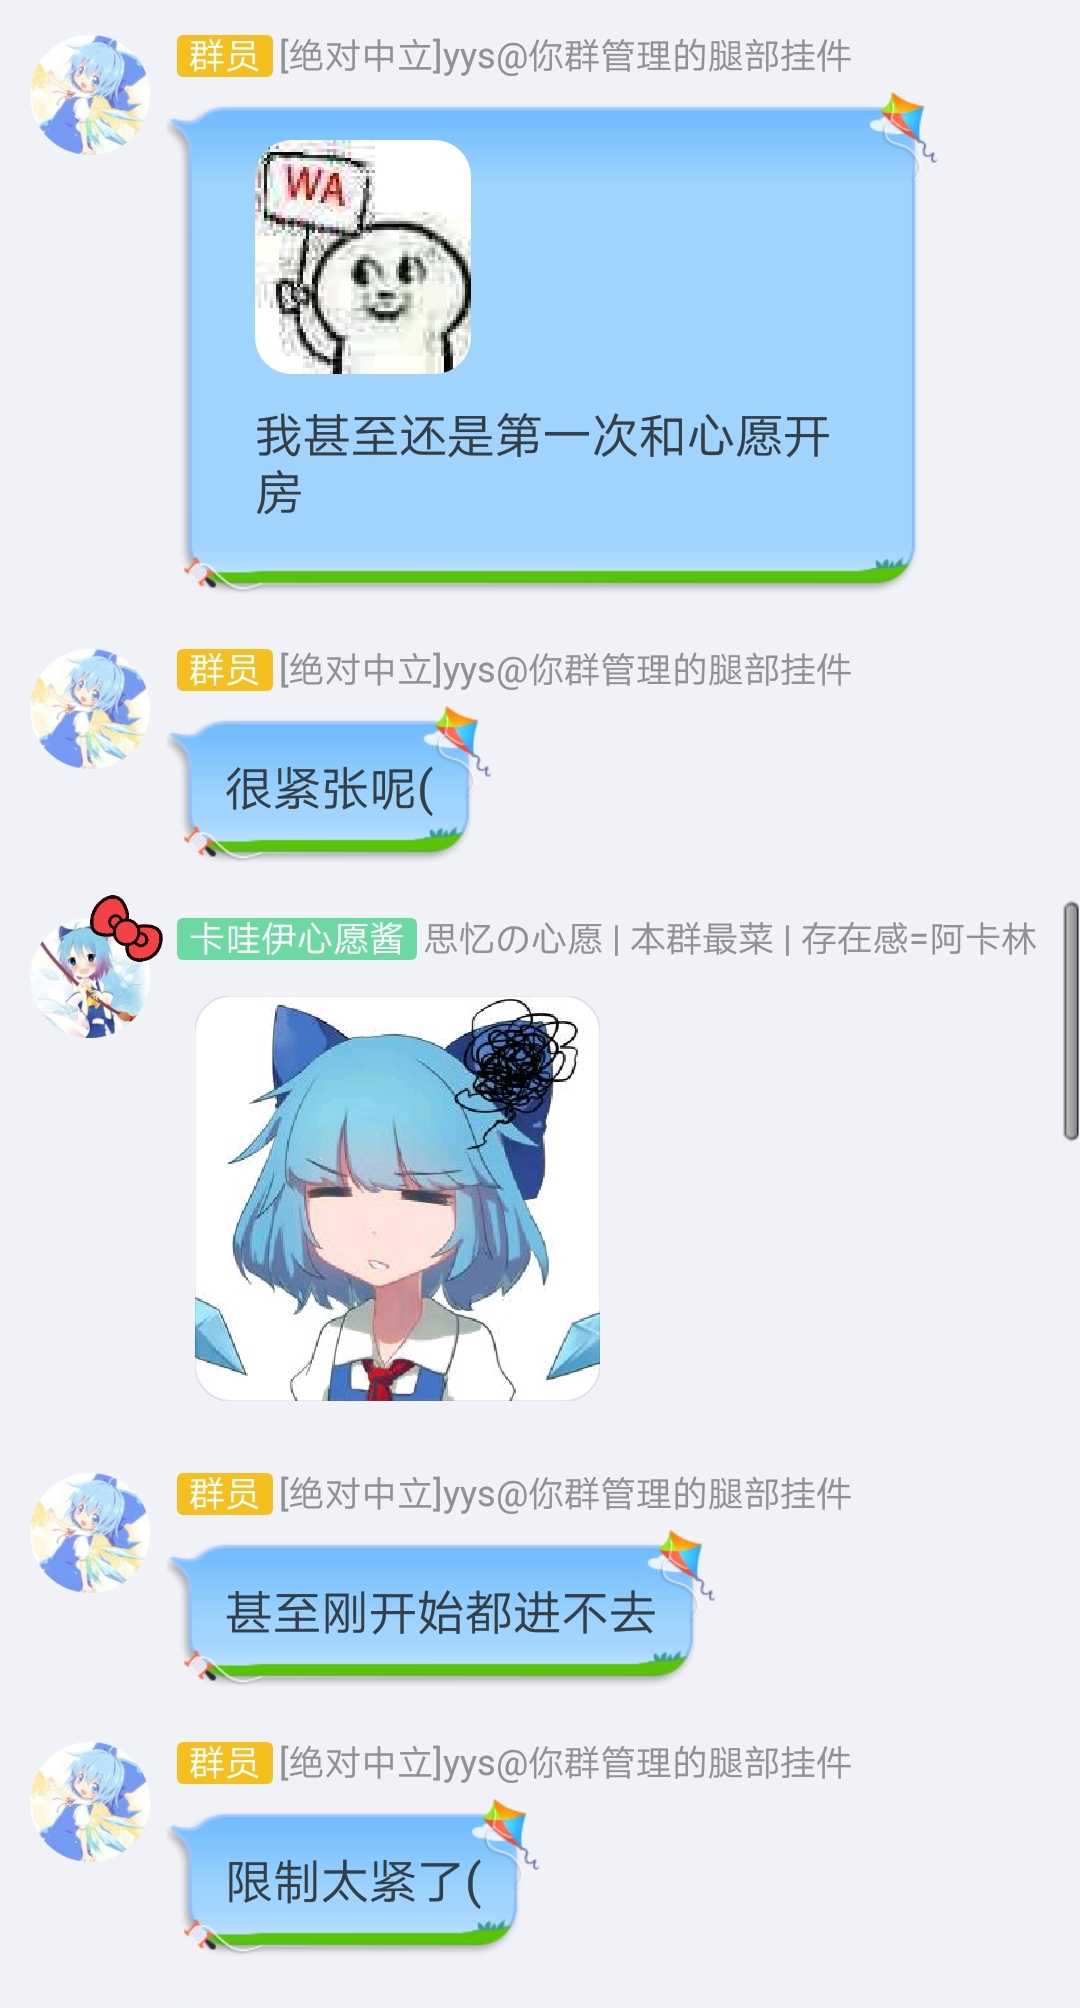 群员 [绝对中立]yys@你群管理的腿部挂件
WA
我甚至还是第一次和心愿开
房
群员 [绝对中立]yys@你群管理的腿部挂件
很紧张呢(
卡哇伊心愿酱 思忆の心愿 | 本群最菜 | 存在感=阿卡林
群员 [绝对中立]yys@你群管理的腿部挂件
甚至刚开始都进不去
群员 [绝对中立]yys@你群管理的腿部挂件
限制太紧了(